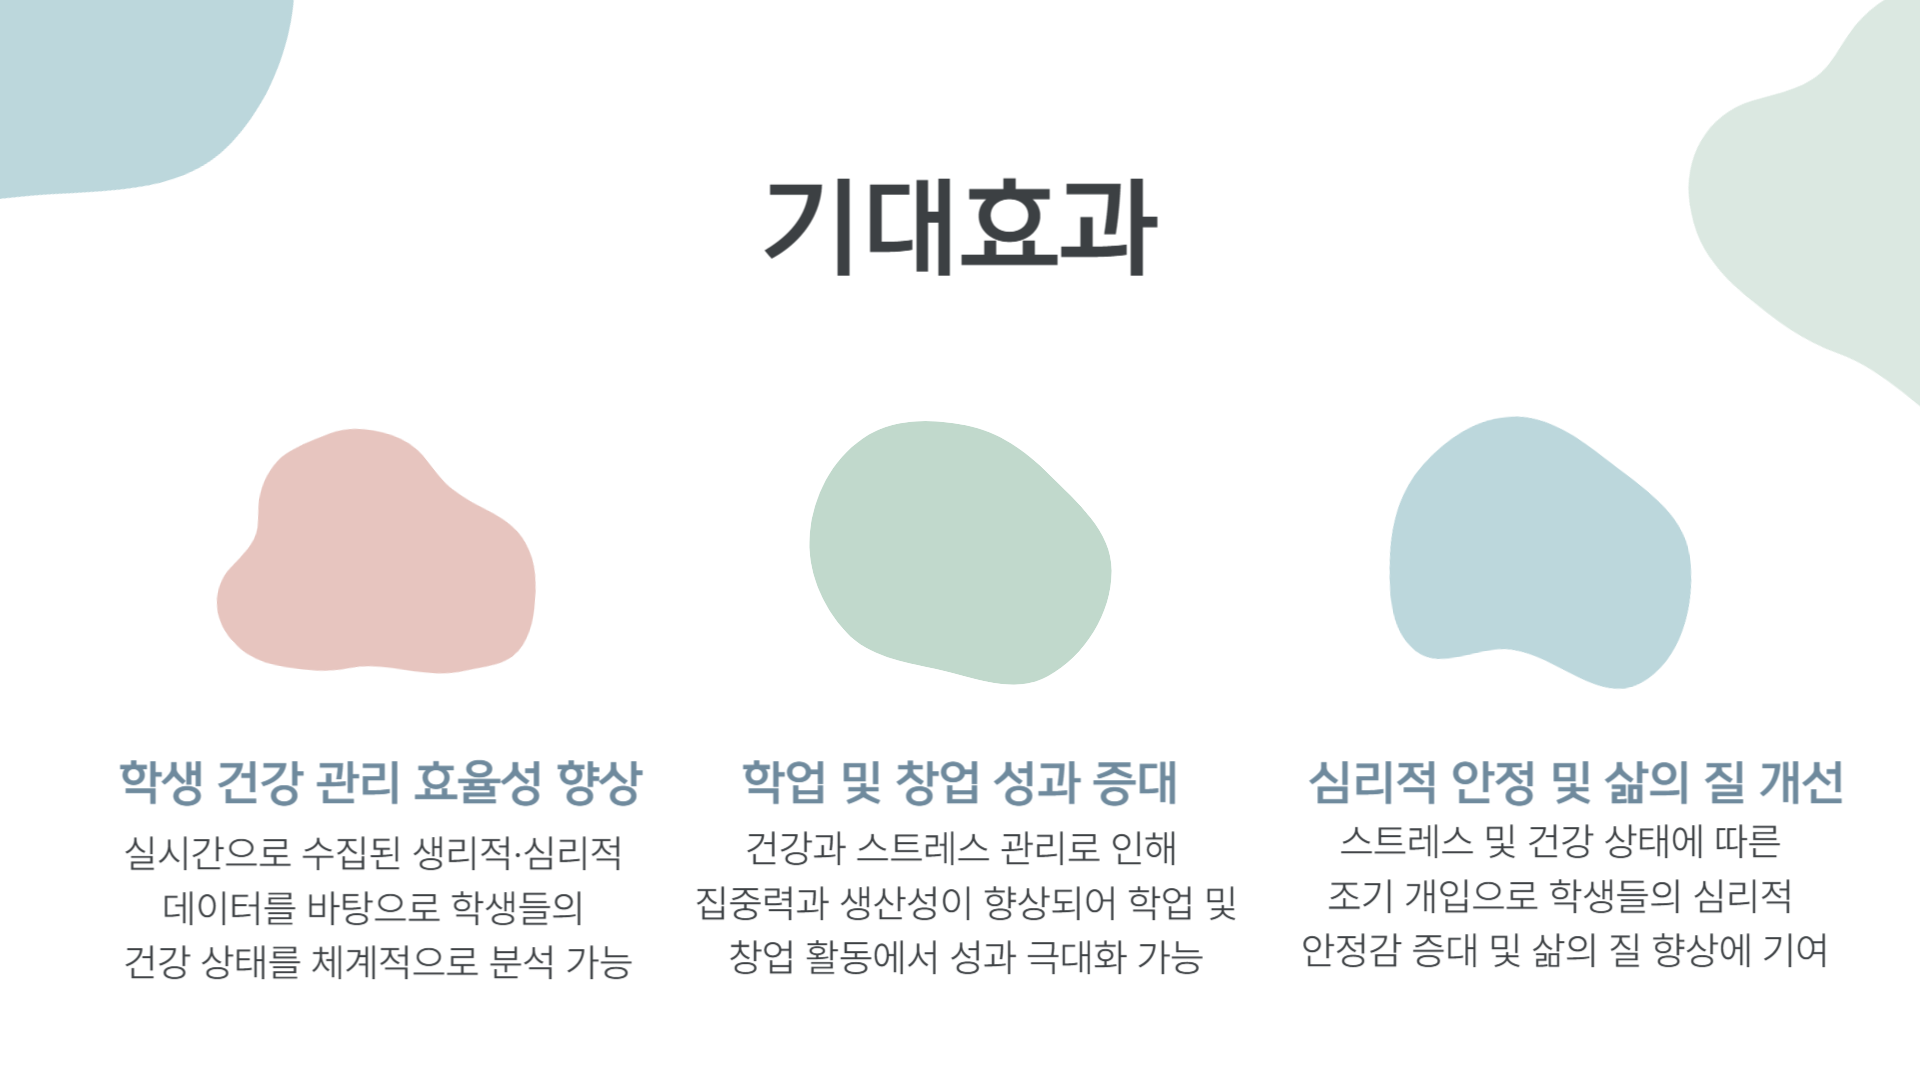 기대효과
학생 건강 관리 효율성 향상
실시간으로 수집된 생리적·심리적
데이터를 바탕으로 학생들의
건강 상태를 체계적으로 분석 가능
학업 및 창업 성과 증대
건강과 스트레스 관리로 인해
집중력과 생산성이 향상되어 학업 및
창업 활동에서 성과 극대화 가능
심리적 안정 및 삶의 질 개선
스트레스 및 건강 상태에 따른
조기 개입으로 학생들의 심리적
안정감 증대 및 삶의 질 향상에 기여